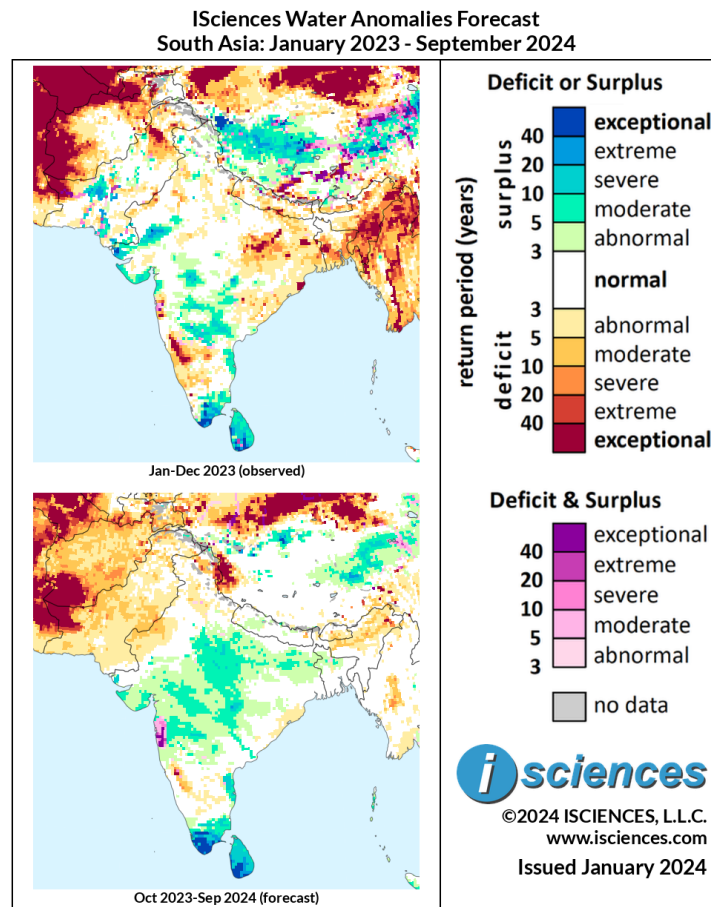 ISciences Water Anomalies Forecast
South Asia: January 2023 - September 2024
Jan-Dec 2023 (observed)
Oct 2023-Sep 2024 (forecast)
Deficit or Surplus
return period (years)
surplus
deficit
exceptional
40
extreme
20
severe
10
moderate
5
abnormal
3
normal
3
abnormal
5
moderate
10
severe
20
extreme
40
exceptional
Deficit & Surplus
exceptional
40
extreme
20
severe
10
moderate
5
abnormal
3
no data
i sciences
©2024 ISCIENCES, L.L.C.
www.isciences.com
Issued January 2024